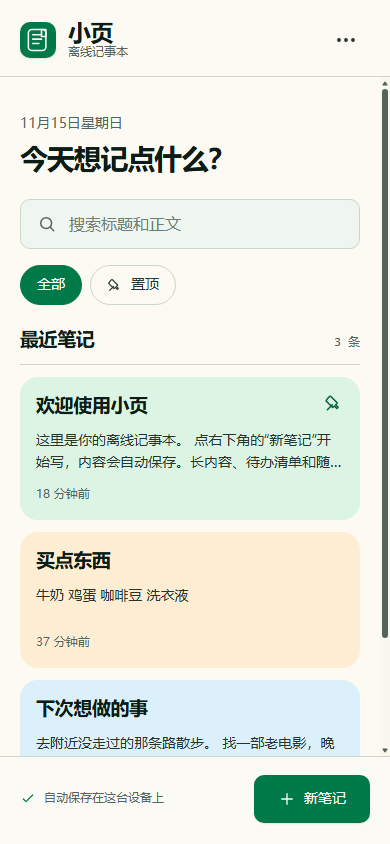 小页
离线记事本
11月15日星期日
今天想记点什么?
搜索标题和正文
全部
置顶
最近笔记
3 条
欢迎使用小页
这里是你的离线记事本。 点右下角的“新笔记”开
始写，内容会自动保存。长内容、待办清单和随...
18 分钟前
买点东西
牛奶 鸡蛋 咖啡豆 洗衣液
37 分钟前
下次想做的事
去附近没走过的那条路散步。 找一部老电影，晚
自动保存在这台设备上
新笔记